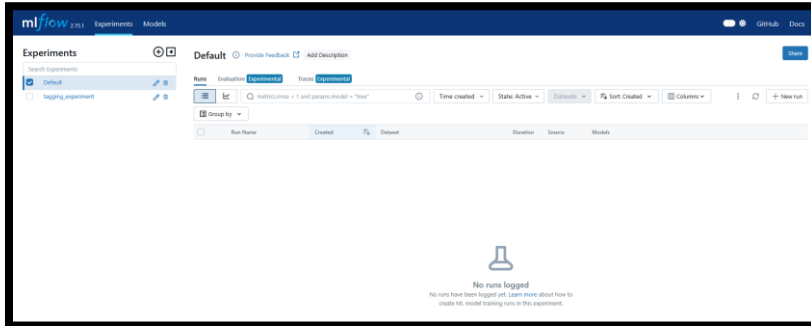 mlflow 2.15.1 Experiments Models GitHub Docs
Experiments
Search Experiments
Default
tagging_experiment
Default Provide Feedback Add Description Share
Runs Evaluation Experimental Traces Experimental
metrics.rmse < 1 and params.model = "tree" Time created State: Active Datasets Sort: Created Columns New run
Group by
Run Name Created Dataset Duration Source Models
No runs logged
No runs have been logged yet. Learn more about how to
create ML model training runs in this experiment.